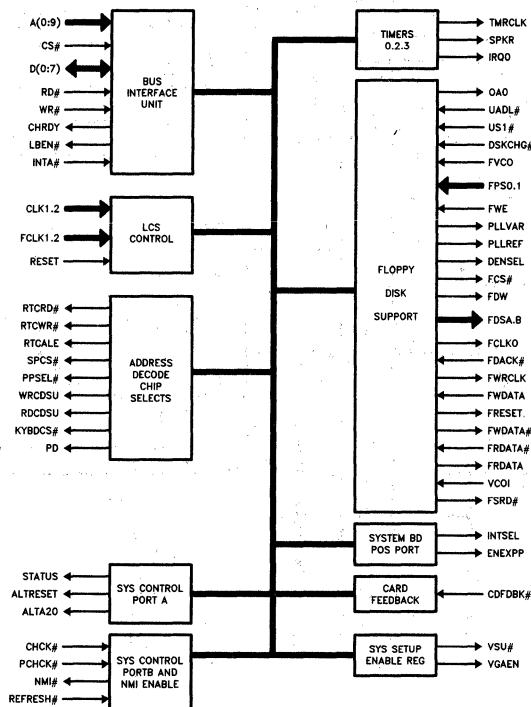 A(0:9)
CS#
D(0:7)
RD#
WR#
CHRDY
LBEN#
INTA#
BUS
INTERFACE
UNIT
CLK1.2
FCLK1.2
RESET
LCS
CONTROL
RTCRD#
RTCWR#
RTCALE
SPCS#
PPSEL#
WRCDSU
RDCDSU
KYBDCS#
PD
ADDRESS
DECODE
CHIP
SELECTS
STATUS
ALTRESET
ALTA20
SYS CONTROL
PORT A
CHCK#
PCHCK#
NMI#
REFRESH#
SYS CONTROL
PORTB AND
NMI ENABLE
TIMERS
0.2.3
TMRCLK
SPKR
IRQ0
FLOPPY
DISK
SUPPORT
OAO
UADL#
US1#
DSKCHG#
FVCO
FPS0.1
FWE
PLLVAR
PLLREF
DENSEL
FCS#
FDW
FDSA.B
FCLKO
FDACK#
FWRCLK
FWDATA
FRESET
FWDATA#
FRDATA#
FRDATA
VCOI
FSRD#
SYSTEM BD
POS PORT
INTSEL
ENEXPP
CARD
FEEDBACK
CDFDBK#
SYS SETUP
ENABLE REG
VSU#
VGAEN